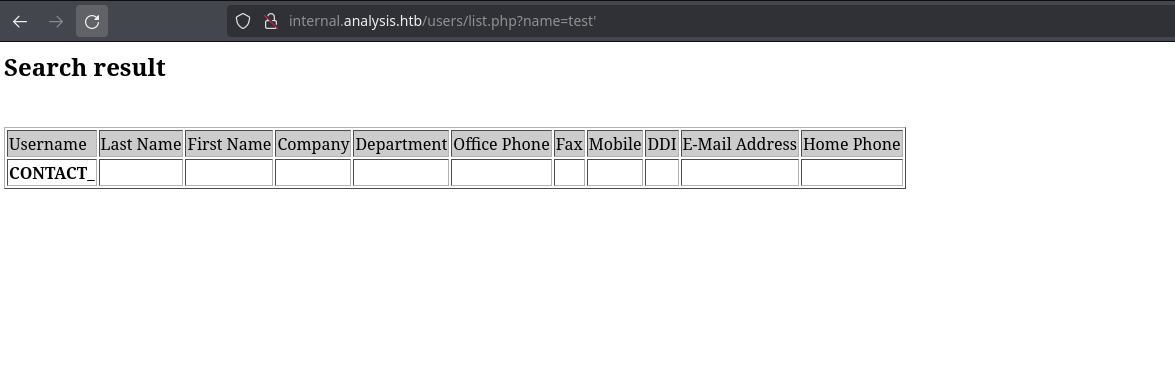 internal.analysis.htb/users/list.php?name=test'
Search result
Username Last Name First Name Company Department Office Phone Fax Mobile DDI E-Mail Address Home Phone
CONTACT_